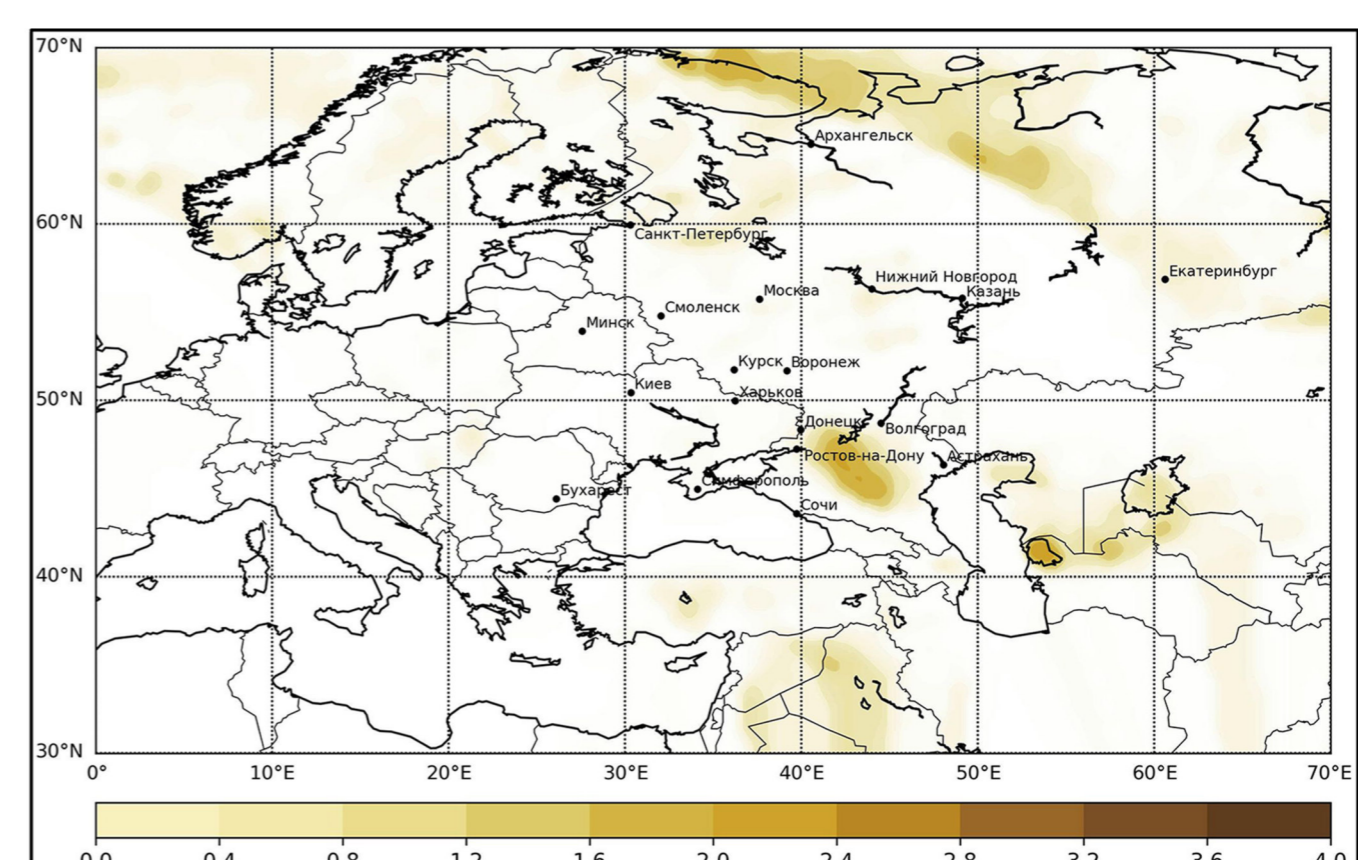 70°N
Архангельск
60°N
Санкт-Петербург
Екатеринбург
Нижний Новгород
Москва
Казань
Смоленск
Минск
Курск
Воронеж
Киев
Харьков
50°N
Донецк
Волгоград
Ростов-на-Дону
Астрахань
Симферополь
Бухарест
Сочи
40°N
30°N
0° 10°E 20°E 30°E 40°E 50°E 60°E 70°E
0.0 0.4 0.8 1.2 1.6 2.0 2.4 2.8 3.2 3.6 4.0